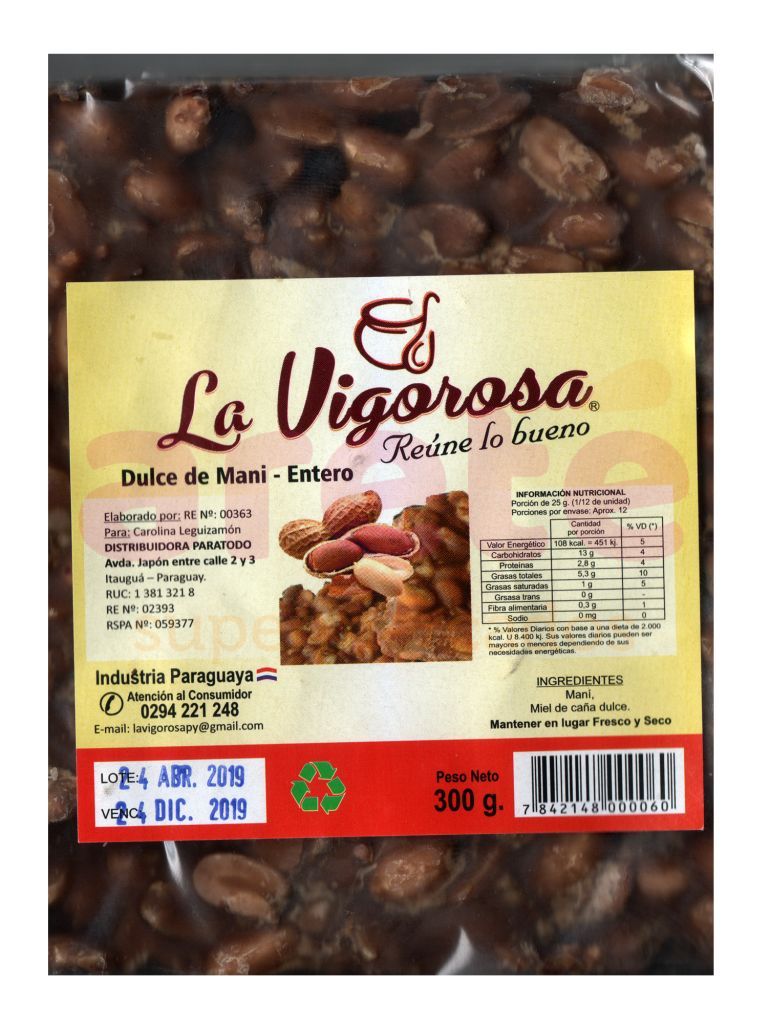 La Vigorosa®
Reúne lo bueno
Dulce de Mani - Entero
Elaborado por: RE Nº: 00363
Para: Carolina Leguizamón
DISTRIBUIDORA PARATODO
Avda. Japón entre calle 2 y 3
Itauguá – Paraguay.
RUC: 1 381 321 8
RE Nº: 02393
RSPA Nº: 059377
Industria Paraguaya
Atención al Consumidor
0294 221 248
E-mail: lavigorosapy@gmail.com
INFORMACIÓN NUTRICIONAL
Porción de 25 g. (1/12 de unidad)
Porciones por envase: Aprox. 12
Cantidad por porción % VD (*)
Valor Energético 108 kcal. = 451 kj. 5
Carbohidratos 13 g 4
Proteinas 2,8 g 4
Grasas totales 5,3 g 10
Grasas saturadas 1 g 5
Grsasa trans 0 g -
Fibra alimentaria 0,3 g 1
Sodio 0 mg 0
* % Valores Diarios con base a una dieta de 2.000
kcal. U 8.400 kj. Sus valores diarios pueden ser
mayores o menores dependiendo de sus
necesidades energéticas.
INGREDIENTES
Maní,
Miel de caña dulce.
Mantener en lugar Fresco y Seco
LOTE: 24 ABR. 2019
VENC. 24 DIC. 2019
Peso Neto
300 g.
7 842148 000060
areté